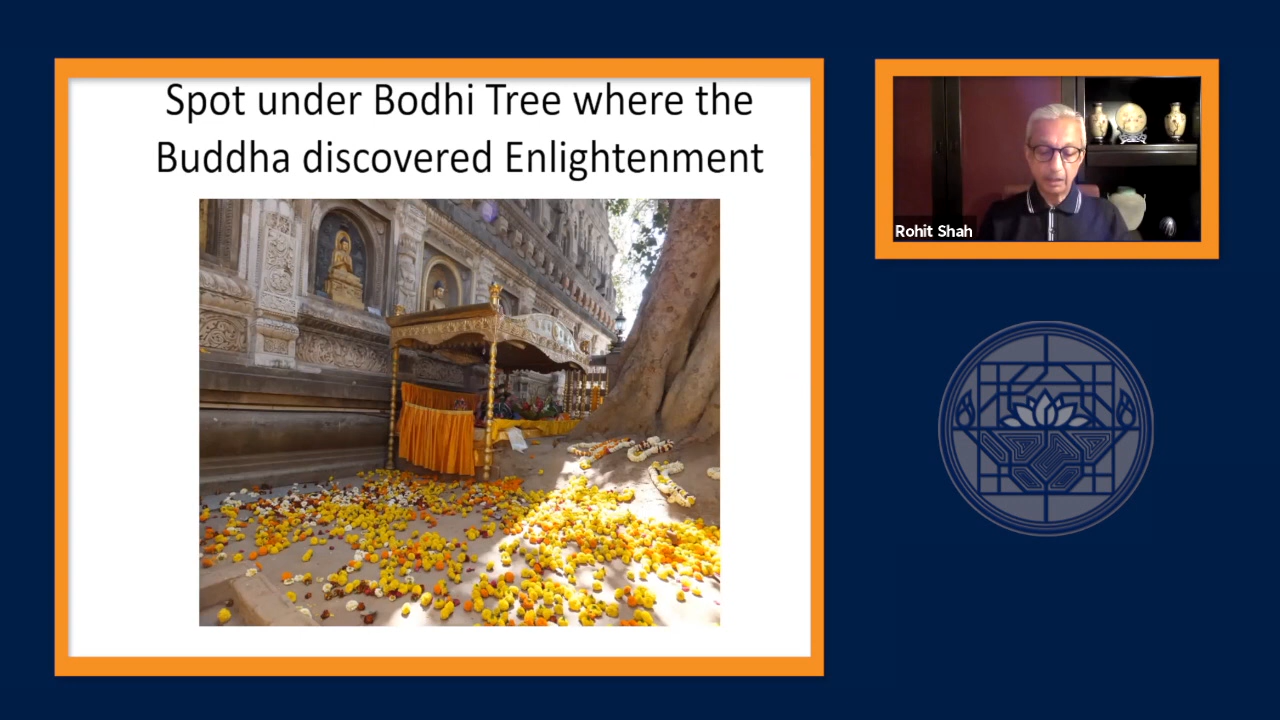 Spot under Bodhi Tree where the
Buddha discovered Enlightenment
Rohit Shah